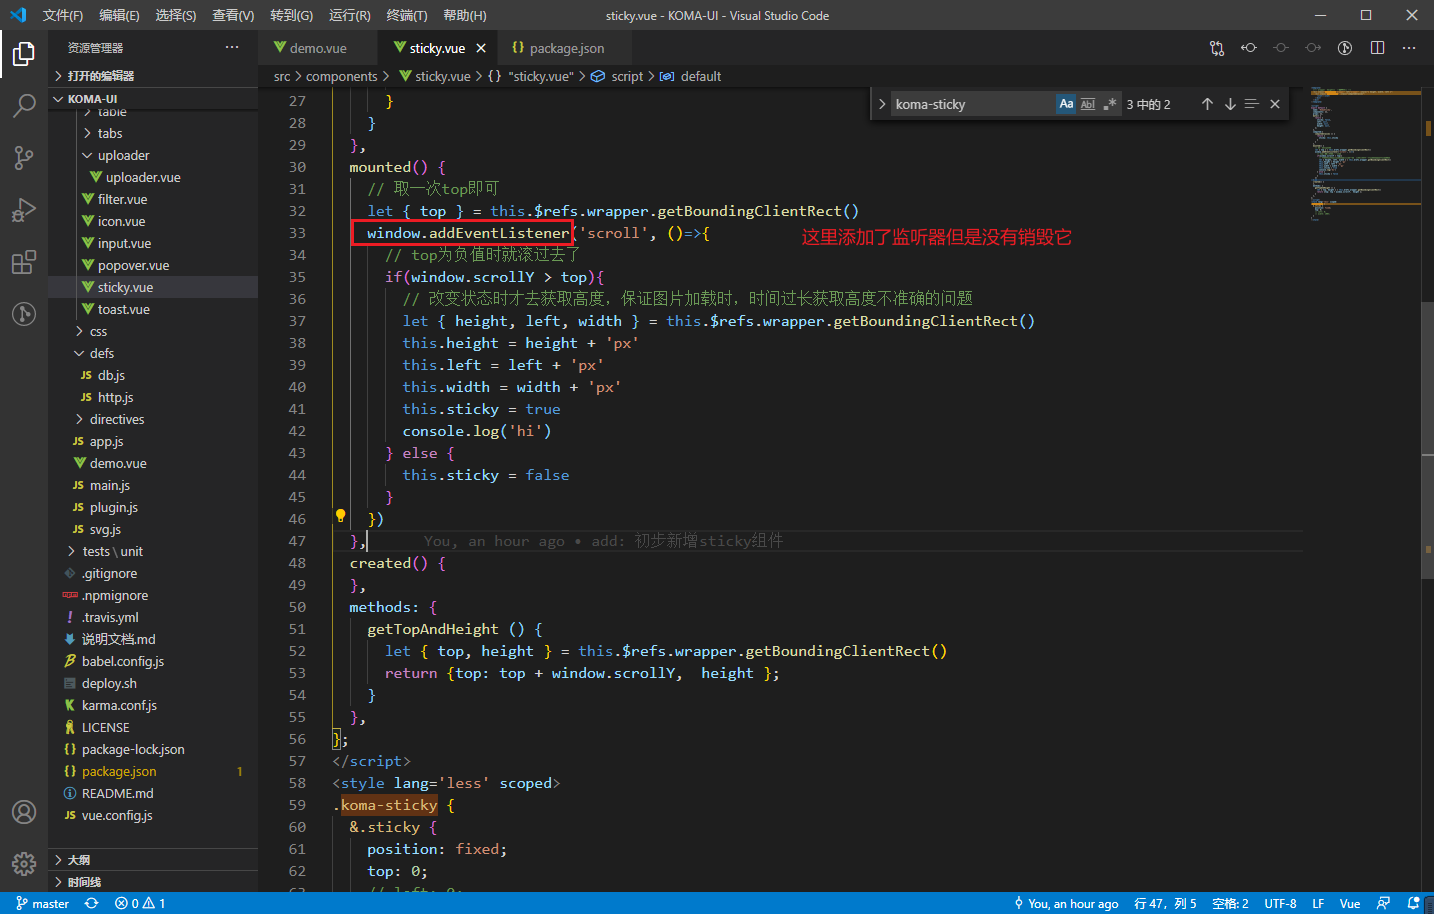 文件(F) 编辑(E) 选择(S) 查看(V) 转到(G) 运行(R) 终端(T) 帮助(H) sticky.vue - KOMA-UI - Visual Studio Code
资源管理器
打开的编辑器
KOMA-UI
table
tabs
uploader
uploader.vue
filter.vue
icon.vue
input.vue
popover.vue
sticky.vue
toast.vue
css
defs
JS db.js
JS http.js
directives
JS app.js
demo.vue
JS main.js
JS plugin.js
JS svg.js
tests\unit
.gitignore
.npmignore
! .travis.yml
说明文档.md
babel.config.js
deploy.sh
karma.conf.js
LICENSE
{} package-lock.json
{} package.json 1
README.md
JS vue.config.js
大纲
时间线
demo.vue sticky.vue {} package.json
src > components > sticky.vue > {} "sticky.vue" > script > default
koma-sticky Aa Abl .* 3 中的 2
27 }
28 }
29 },
30 mounted() {
31 // 取一次top即可
32 let { top } = this.$refs.wrapper.getBoundingClientRect()
33 window.addEventListener('scroll', ()=>{
这里添加了监听器但是没有销毁它
34 // top为负值时就滚过去了
35 if(window.scrollY > top){
36 // 改变状态时才去获取高度，保证图片加载时，时间过长获取高度不准确的问题
37 let { height, left, width } = this.$refs.wrapper.getBoundingClientRect()
38 this.height = height + 'px'
39 this.left = left + 'px'
40 this.width = width + 'px'
41 this.sticky = true
42 console.log('hi')
43 } else {
44 this.sticky = false
45 }
46 })
47 }, You, an hour ago • add: 初步新增sticky组件
48 created() {
49 },
50 methods: {
51 getTopAndHeight () {
52 let { top, height } = this.$refs.wrapper.getBoundingClientRect()
53 return {top: top + window.scrollY,  height };
54 }
55 },
56 };
57 </script>
58 <style lang='less' scoped>
59 .koma-sticky {
60 &.sticky {
61 position: fixed;
62 top: 0;
63 // left: 0;
master 0 1 You, an hour ago 行 47，列 5 空格: 2 UTF-8 LF Vue